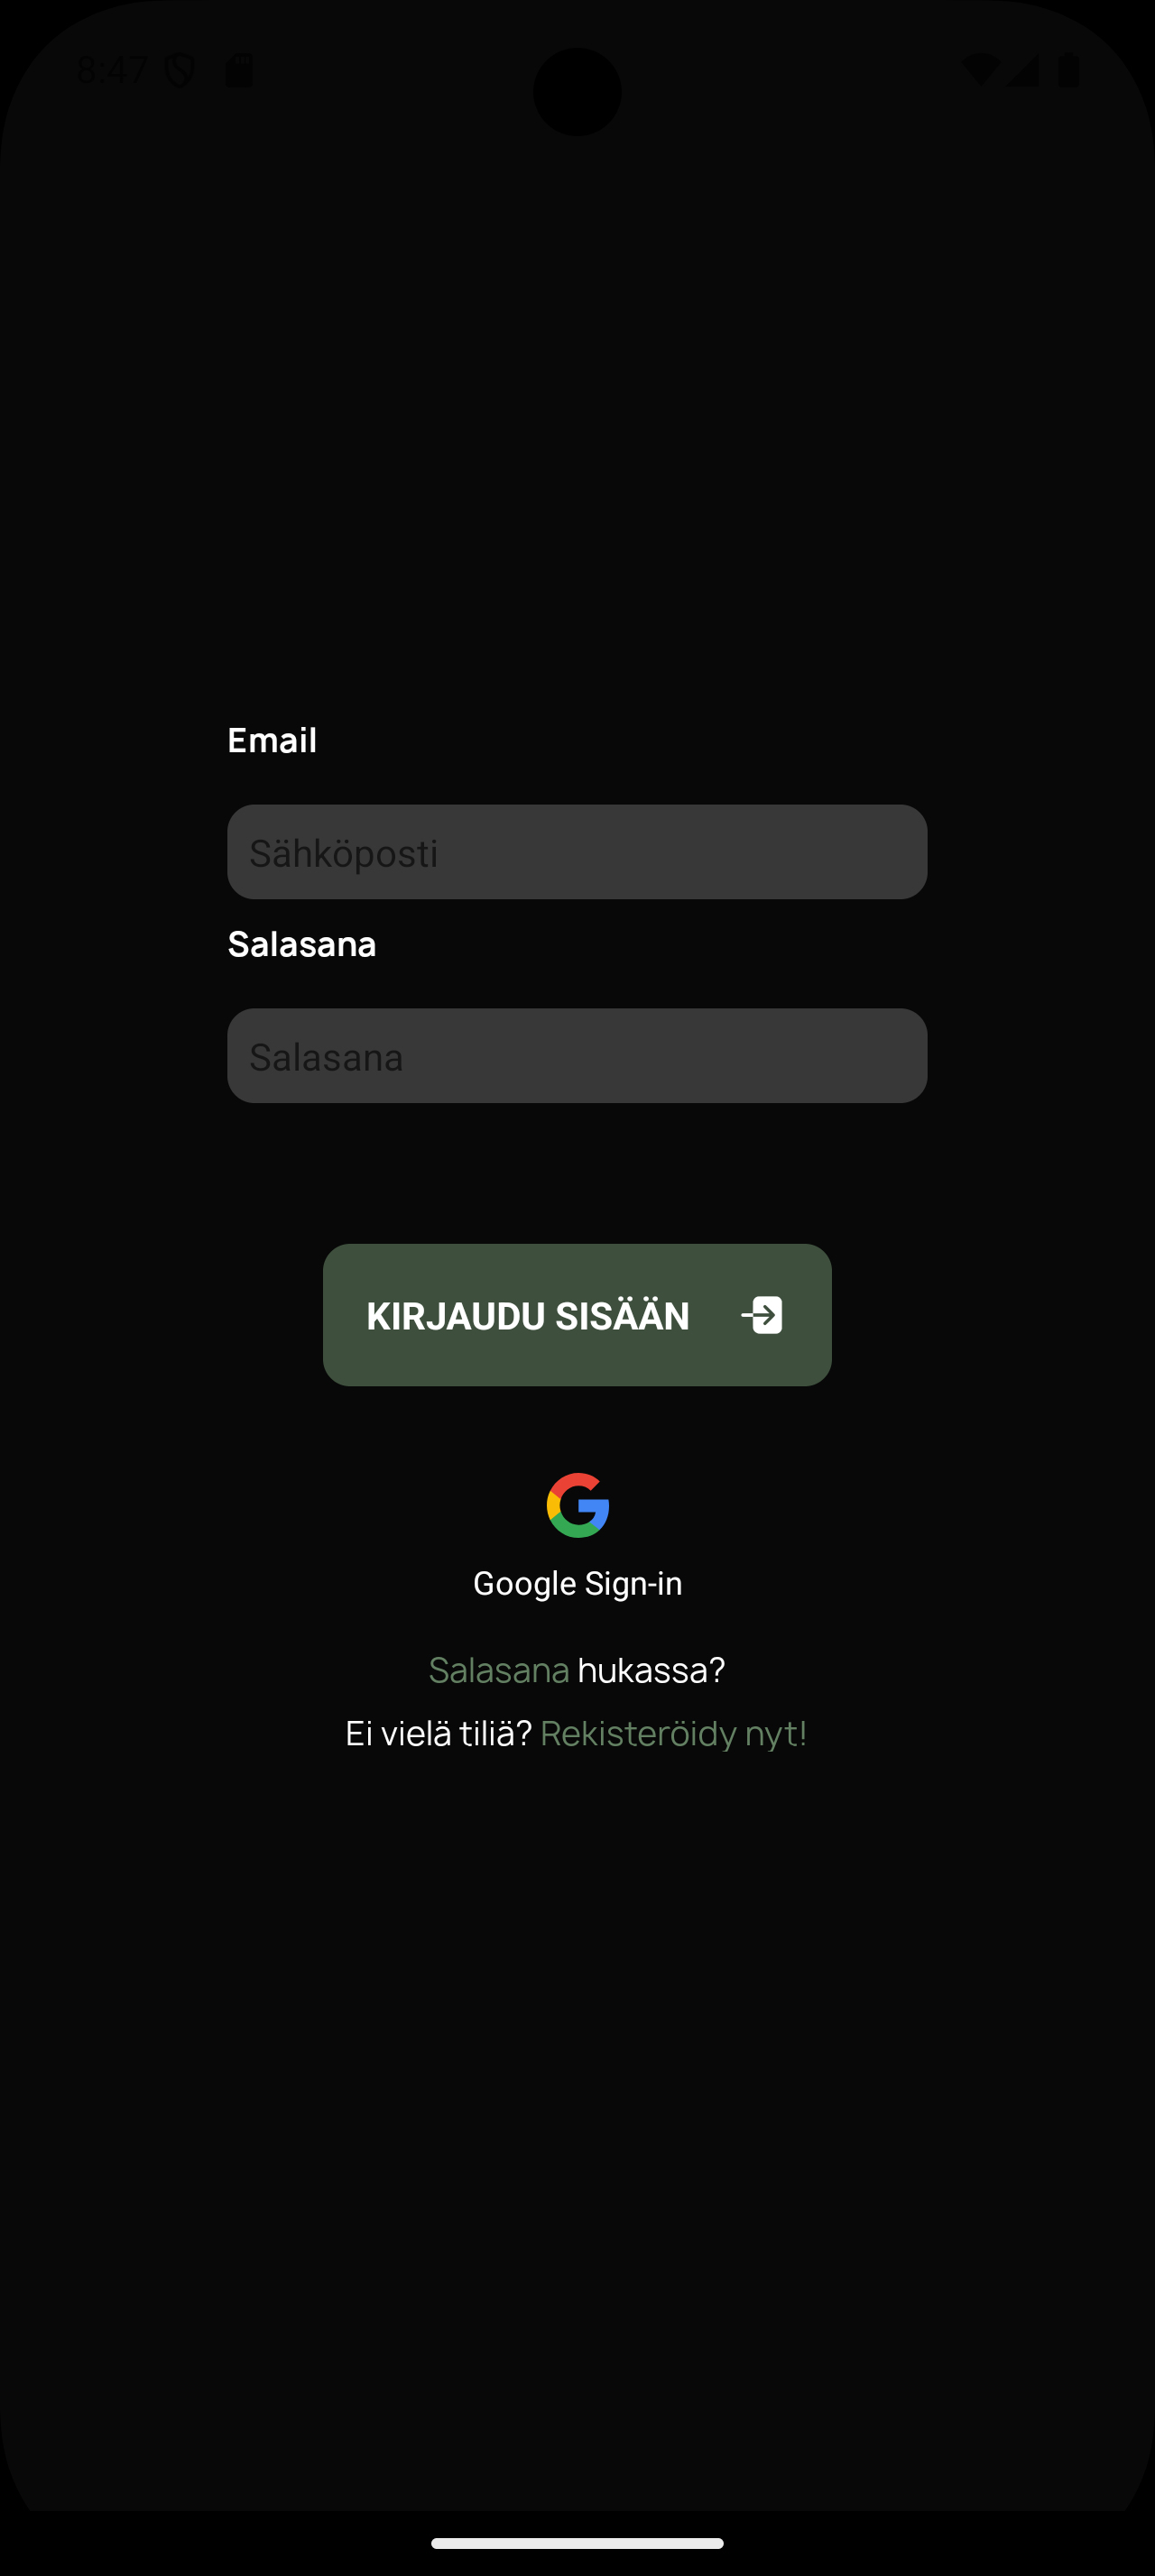 8:47
Email
Sähköposti
Salasana
Salasana
KIRJAUDU SISÄÄN
Google Sign-in
Salasana hukassa?
Ei vielä tiliä? Rekisteröidy nyt!